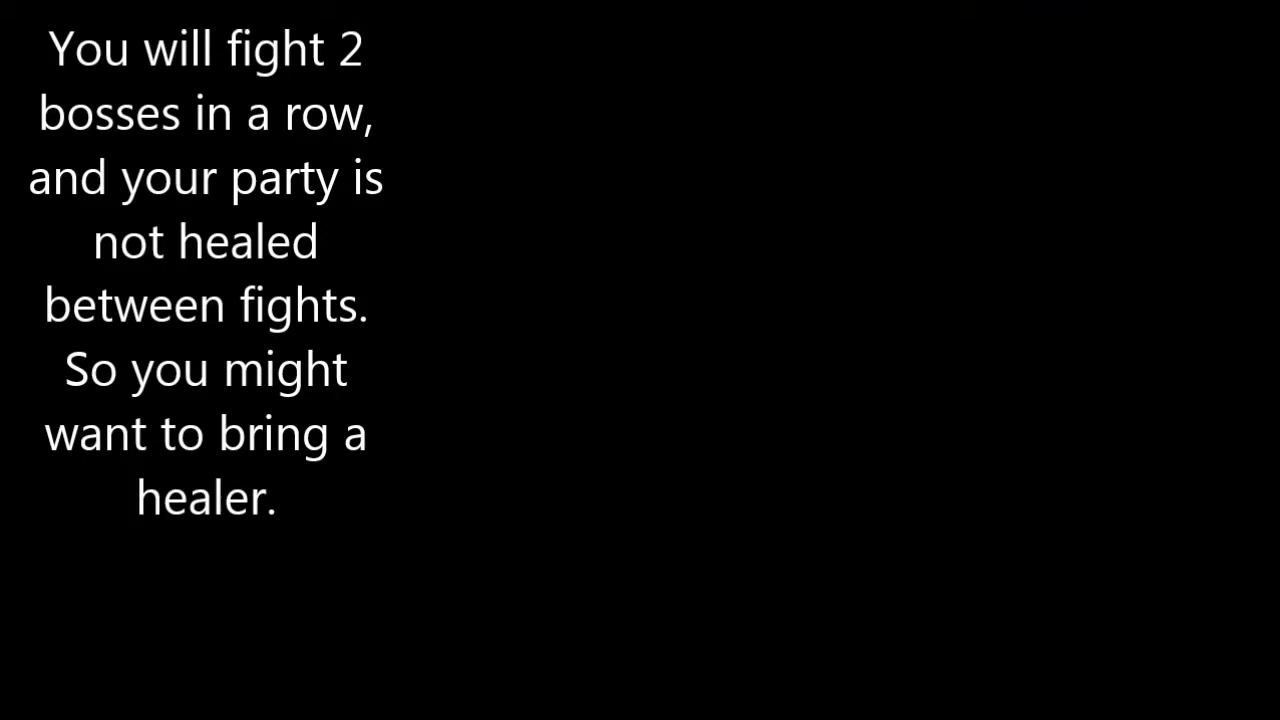 You will fight 2
bosses in a row,
and your party is
not healed
between fights.
So you might
want to bring a
healer.